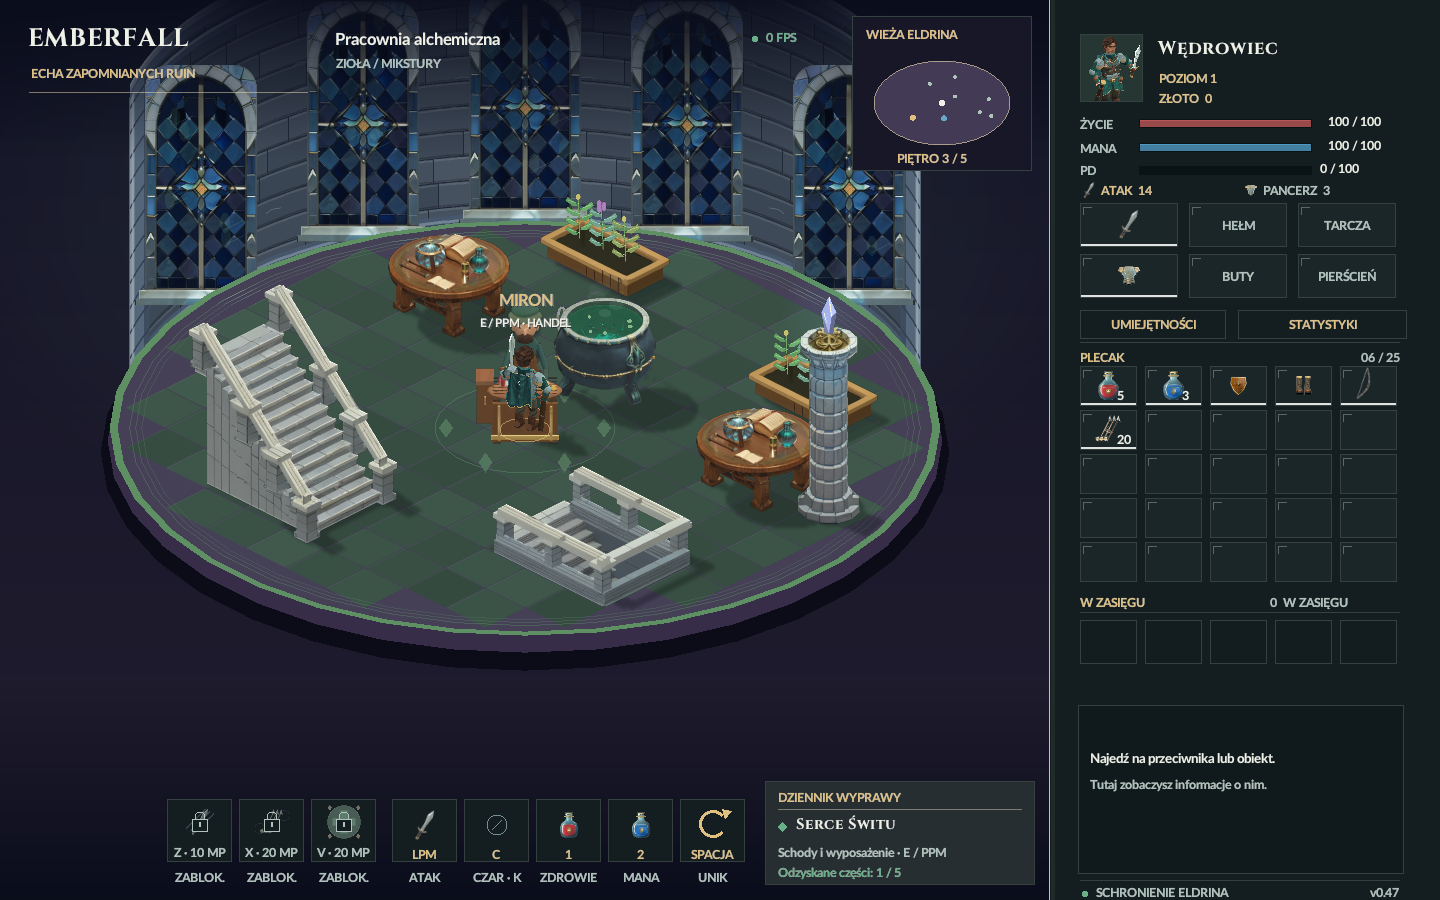 EMBERFALL
ECHA ZAPOMNIANYCH RUIN
Pracownia alchemiczna
ZIOŁA / MIKSTURY
0 FPS
WIEŻA ELDRINA
PIĘTRO 3 / 5
MIRON
E / PPM · HANDEL
Z · 10 MP
X · 20 MP
V · 20 MP
LPM
C
1
2
SPACJA
ZABLOK.
ZABLOK.
ZABLOK.
ATAK
CZAR · K
ZDROWIE
MANA
UNIK
DZIENNIK WYPRAWY
Serce Świtu
Schody i wyposażenie · E / PPM
Odzyskane części: 1 / 5
Wędrowiec
POZIOM 1
ZŁOTO 0
ŻYCIE 100 / 100
MANA 100 / 100
PD 0 / 100
ATAK 14 PANCERZ 3
HEŁM TARCZA
BUTY PIERŚCIEŃ
UMIEJĘTNOŚCI STATYSTYKI
PLECAK 06 / 25
5 3
20
W ZASIĘGU 0 W ZASIĘGU
Najedź na przeciwnika lub obiekt.
Tutaj zobaczysz informacje o nim.
SCHRONIENIE ELDRINA v0.47